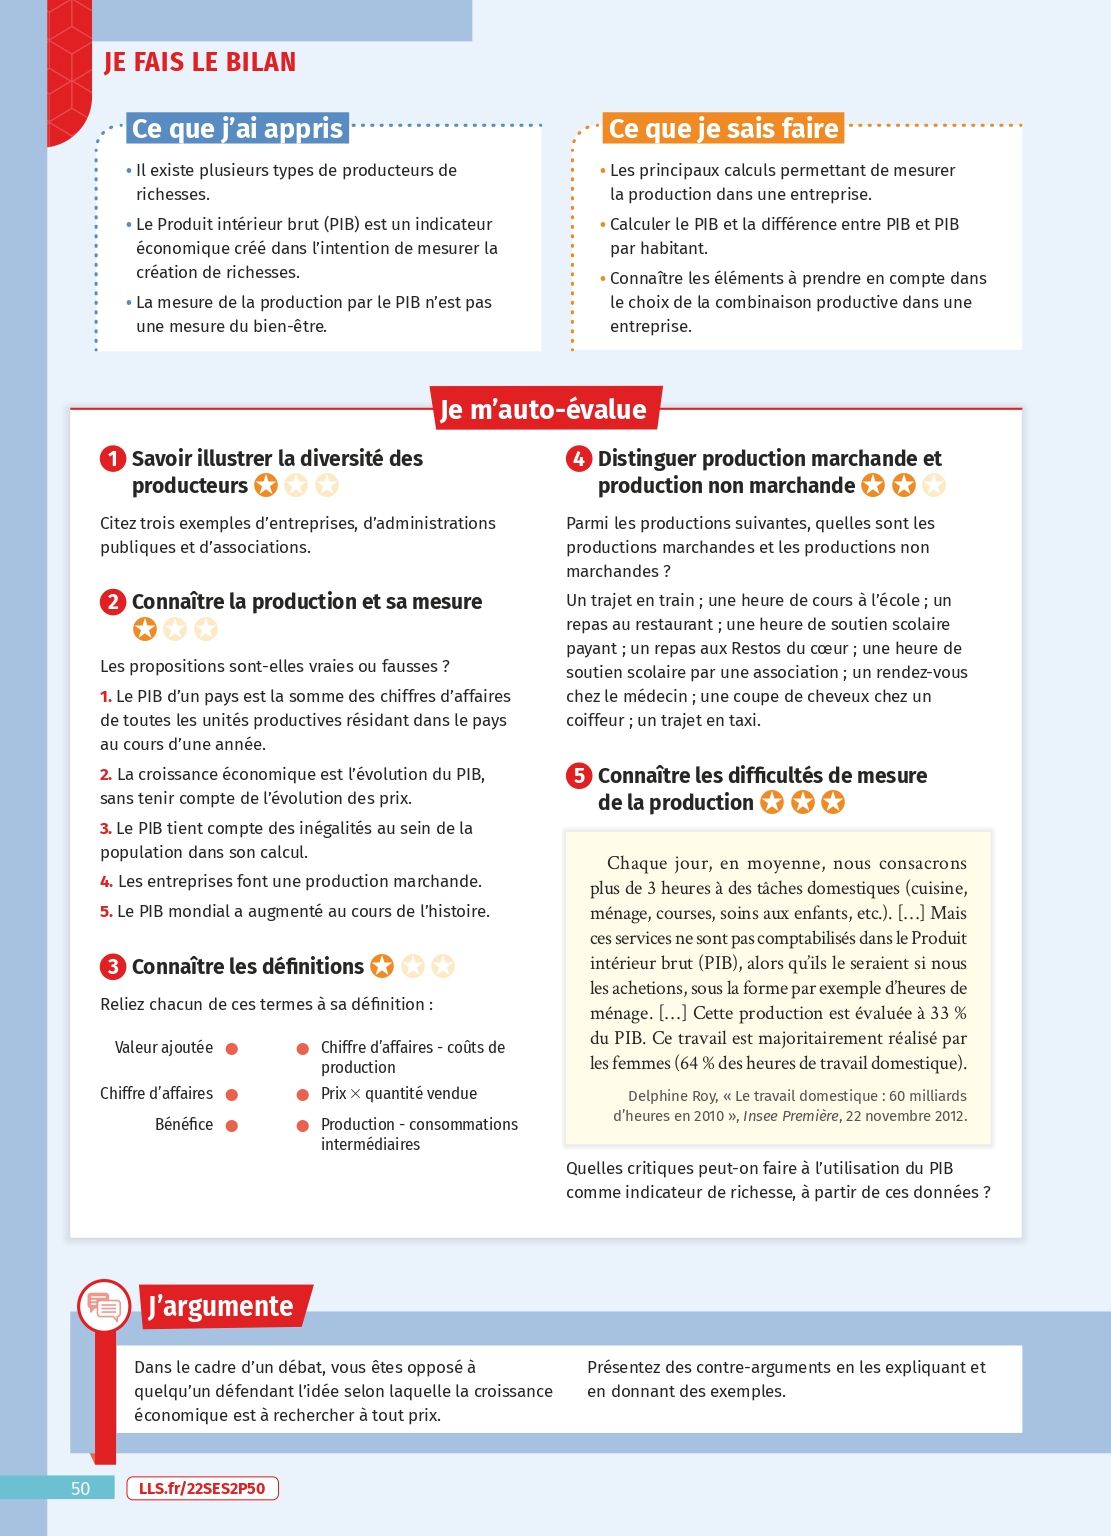 JE FAIS LE BILAN
Ce que j'ai appris
• Il existe plusieurs types de producteurs de
richesses.
• Le Produit intérieur brut (PIB) est un indicateur
économique créé dans l'intention de mesurer la
création de richesses.
• La mesure de la production par le PIB n'est pas
une mesure du bien-être.
Ce que je sais faire
• Les principaux calculs permettant de mesurer
la production dans une entreprise.
• Calculer le PIB et la différence entre PIB et PIB
par habitant.
• Connaître les éléments à prendre en compte dans
le choix de la combinaison productive dans une
entreprise.
Je m'auto-évalue
1 Savoir illustrer la diversité des
producteurs
Citez trois exemples d'entreprises, d'administrations
publiques et d'associations.
2 Connaître la production et sa mesure
Les propositions sont-elles vraies ou fausses ?
1. Le PIB d'un pays est la somme des chiffres d'affaires
de toutes les unités productives résidant dans le pays
au cours d'une année.
2. La croissance économique est l'évolution du PIB,
sans tenir compte de l'évolution des prix.
3. Le PIB tient compte des inégalités au sein de la
population dans son calcul.
4. Les entreprises font une production marchande.
5. Le PIB mondial a augmenté au cours de l'histoire.
3 Connaître les définitions
Reliez chacun de ces termes à sa définition :
Valeur ajoutée
Chiffre d'affaires - coûts de
production
Chiffre d'affaires
Prix × quantité vendue
Bénéfice
Production - consommations
intermédiaires
4 Distinguer production marchande et
production non marchande
Parmi les productions suivantes, quelles sont les
productions marchandes et les productions non
marchandes ?
Un trajet en train ; une heure de cours à l'école ; un
repas au restaurant ; une heure de soutien scolaire
payant ; un repas aux Restos du cœur ; une heure de
soutien scolaire par une association ; un rendez-vous
chez le médecin ; une coupe de cheveux chez un
coiffeur ; un trajet en taxi.
5 Connaître les difficultés de mesure
de la production
Chaque jour, en moyenne, nous consacrons
plus de 3 heures à des tâches domestiques (cuisine,
ménage, courses, soins aux enfants, etc.). […] Mais
ces services ne sont pas comptabilisés dans le Produit
intérieur brut (PIB), alors qu'ils le seraient si nous
les achetions, sous la forme par exemple d'heures de
ménage. […] Cette production est évaluée à 33 %
du PIB. Ce travail est majoritairement réalisé par
les femmes (64 % des heures de travail domestique).
Delphine Roy, « Le travail domestique : 60 milliards
d'heures en 2010 », Insee Première, 22 novembre 2012.
Quelles critiques peut-on faire à l'utilisation du PIB
comme indicateur de richesse, à partir de ces données ?
J'argumente
Dans le cadre d'un débat, vous êtes opposé à
quelqu'un défendant l'idée selon laquelle la croissance
économique est à rechercher à tout prix.
Présentez des contre-arguments en les expliquant et
en donnant des exemples.
50
LLS.fr/22SES2P50